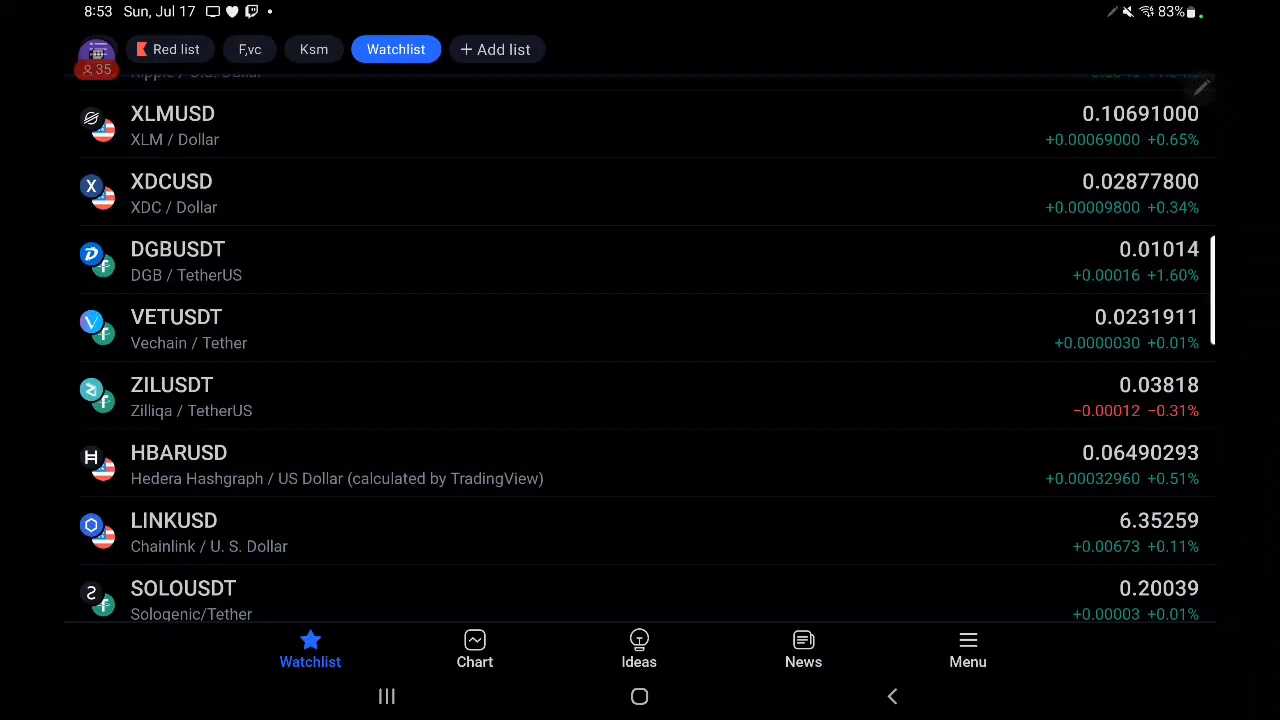 8:53 Sun, Jul 17 83%
Red list F,vc Ksm Watchlist + Add list
35
XLMUSD 0.10691000
XLM / Dollar +0.00069000 +0.65%
XDCUSD 0.02877800
XDC / Dollar +0.00009800 +0.34%
DGBUSDT 0.01014
DGB / TetherUS +0.00016 +1.60%
VETUSDT 0.0231911
Vechain / Tether +0.0000030 +0.01%
ZILUSDT 0.03818
Zilliqa / TetherUS −0.00012 −0.31%
HBARUSD 0.06490293
Hedera Hashgraph / US Dollar (calculated by TradingView) +0.00032960 +0.51%
LINKUSD 6.35259
Chainlink / U. S. Dollar +0.00673 +0.11%
SOLOUSDT 0.20039
Sologenic/Tether +0.00003 +0.01%
Watchlist Chart Ideas News Menu